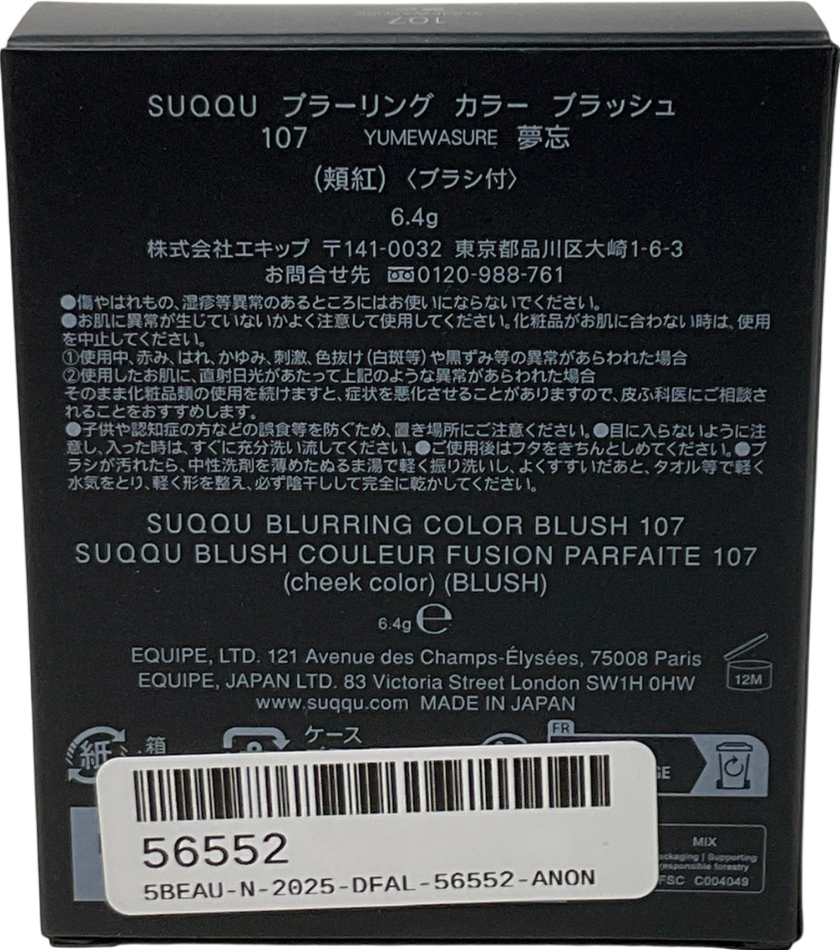 107
SUQQU ブラーリング カラー ブラッシュ
107 YUMEWASURE 夢忘
(頬紅)〈ブラシ付〉
6.4g
株式会社エキップ 〒141-0032 東京都品川区大崎1-6-3
お問合せ先 0120-988-761
●傷やはれもの、湿疹等異常のあるところにはお使いにならないでください。
●お肌に異常が生じていないかよく注意して使用してください。化粧品がお肌に合わない時は、使用
を中止してください。
①使用中、赤み、はれ、かゆみ、刺激、色抜け(白斑等)や黒ずみ等の異常があらわれた場合
②使用したお肌に、直射日光があたって上記のような異常があらわれた場合
そのまま化粧品類の使用を続けますと、症状を悪化させることがありますので、皮ふ科医にご相談さ
れることをおすすめします。
●子供や認知症の方などの誤食等を防ぐため、置き場所にご注意ください。●目に入らないように注
意し、入った時は、すぐに充分洗い流してください。●ご使用後はフタをきちんとしめてください。●ブ
ラシが汚れたら、中性洗剤を薄めたぬるま湯で軽く振り洗いし、よくすすいだあと、タオル等で軽く
水気をとり、軽く形を整え、必ず陰干しして完全に乾かしてください。
SUQQU BLURRING COLOR BLUSH 107
SUQQU BLUSH COULEUR FUSION PARFAITE 107
(cheek color) (BLUSH)
6.4g ℮
EQUIPE, LTD. 121 Avenue des Champs-Élysées, 75008 Paris
EQUIPE, JAPAN LTD. 83 Victoria Street London SW1H 0HW
12M
www.suqqu.com MADE IN JAPAN
紙 箱
ケース
FR
56552
5BEAU-N-2025-DFAL-56552-ANON
MIX
Supporting
responsible forestry
FSC C004049